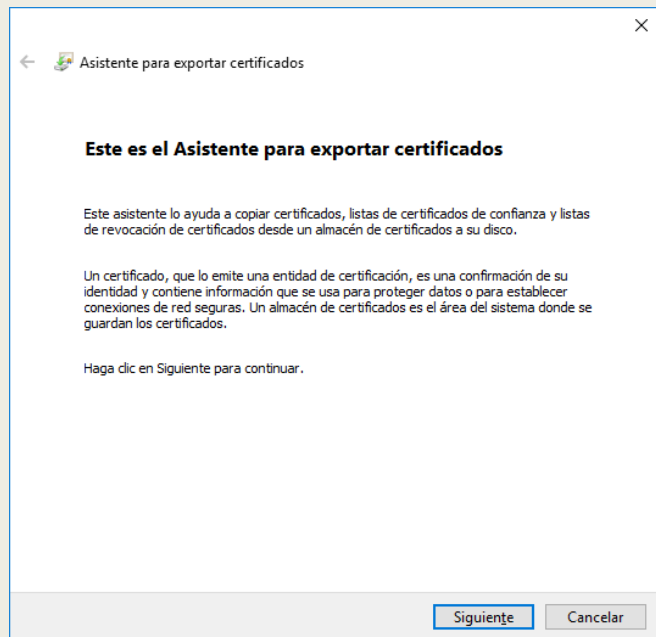 Asistente para exportar certificados
Este es el Asistente para exportar certificados
Este asistente lo ayuda a copiar certificados, listas de certificados de confianza y listas
de revocación de certificados desde un almacén de certificados a su disco.
Un certificado, que lo emite una entidad de certificación, es una confirmación de su
identidad y contiene información que se usa para proteger datos o para establecer
conexiones de red seguras. Un almacén de certificados es el área del sistema donde se
guardan los certificados.
Haga clic en Siguiente para continuar.
Siguiente
Cancelar